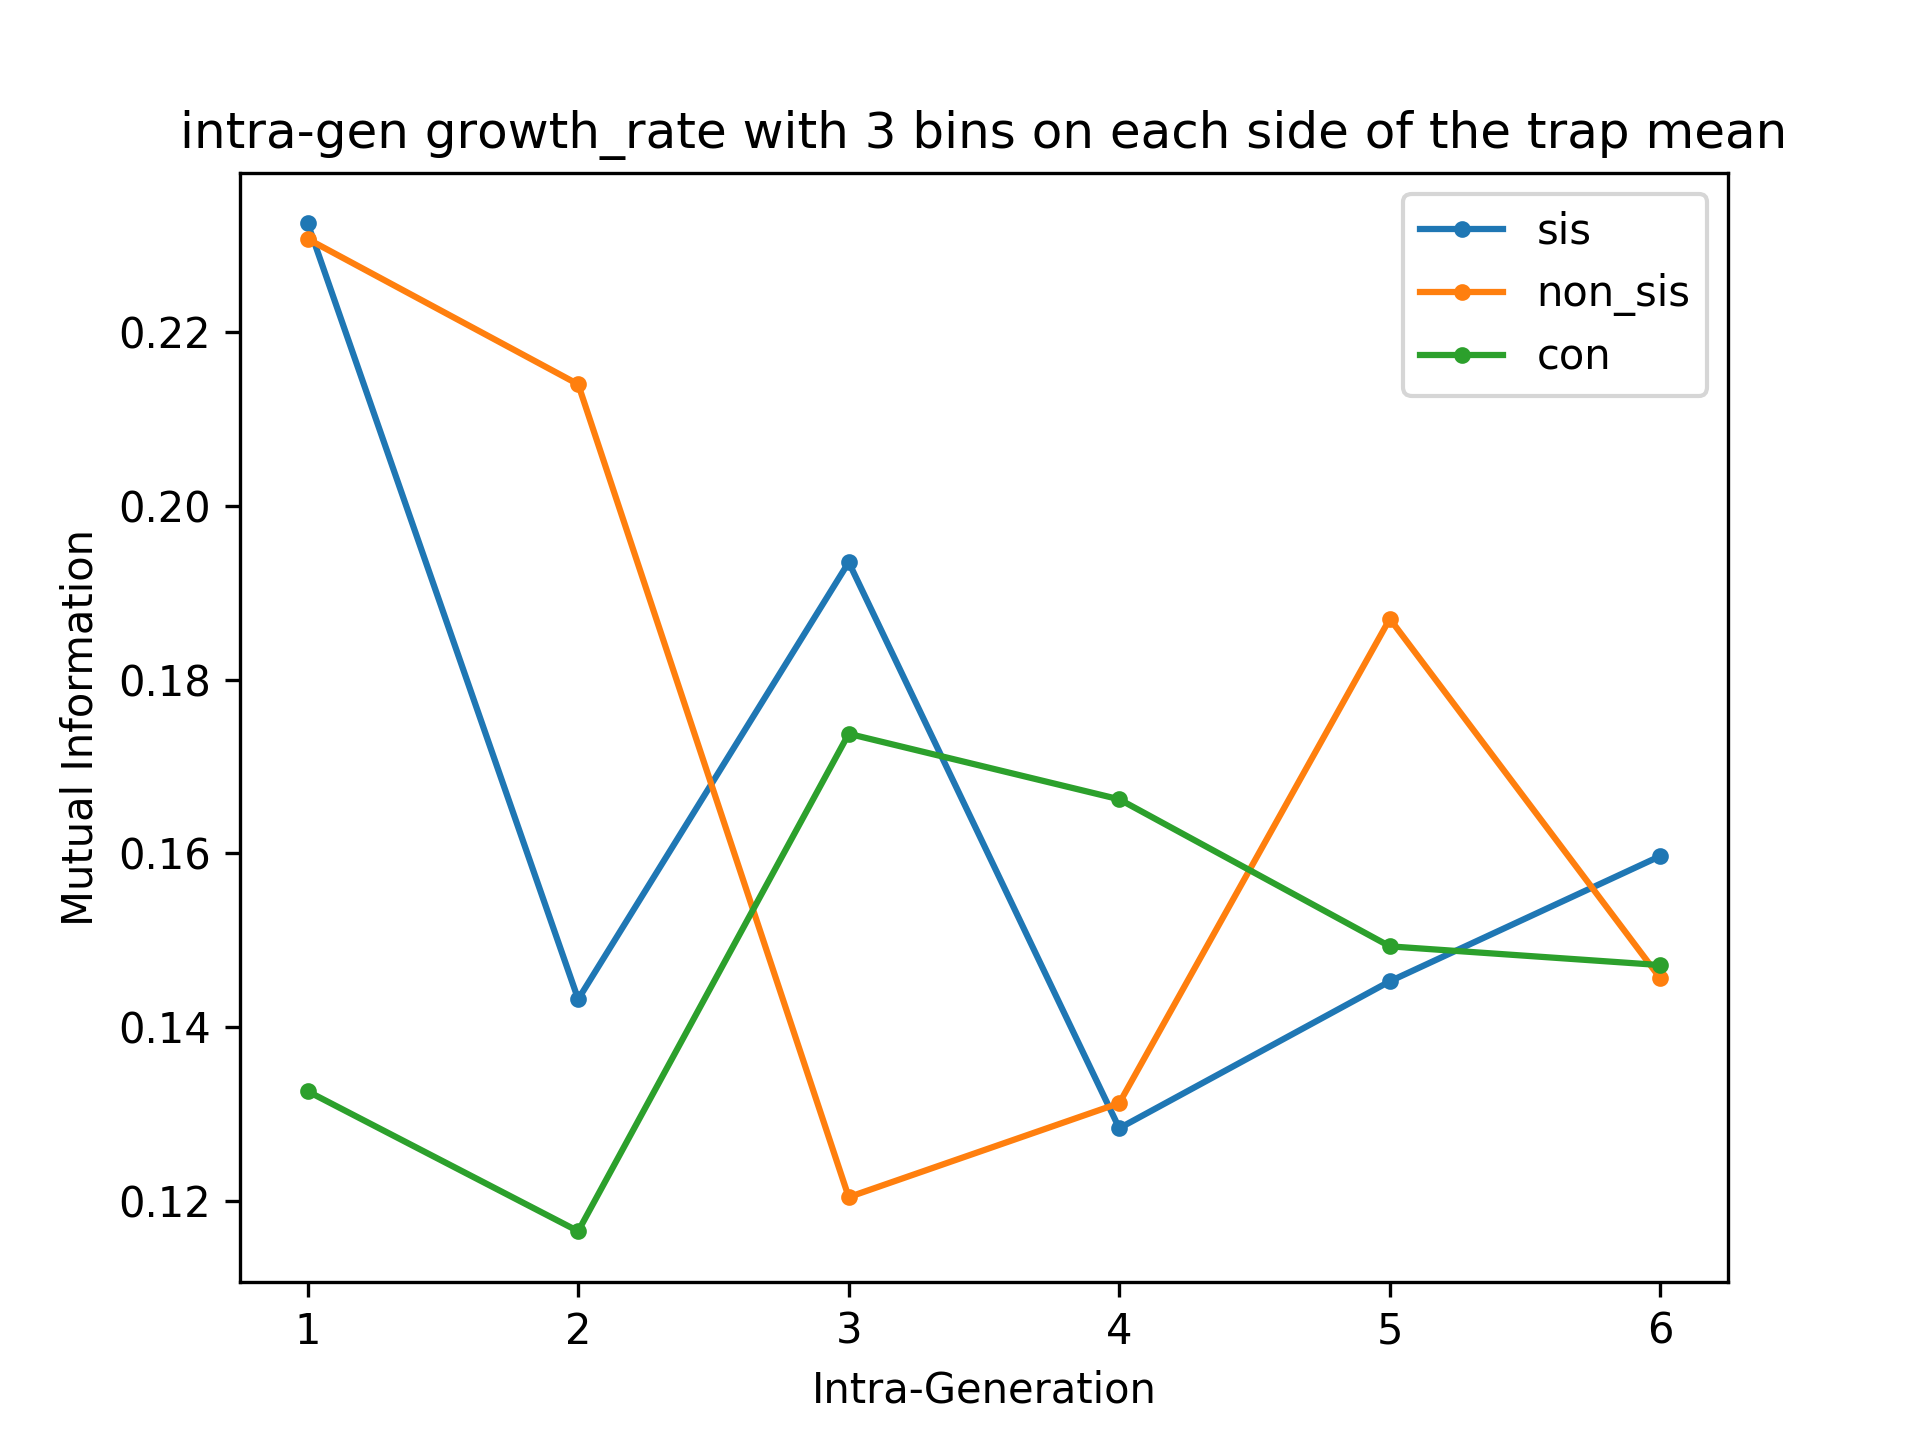 intra-gen growth_rate with 3 bins on each side of the trap mean
sis
non_sis
con
Mutual Information
0.22
0.20
0.18
0.16
0.14
0.12
1 2 3 4 5 6
Intra-Generation